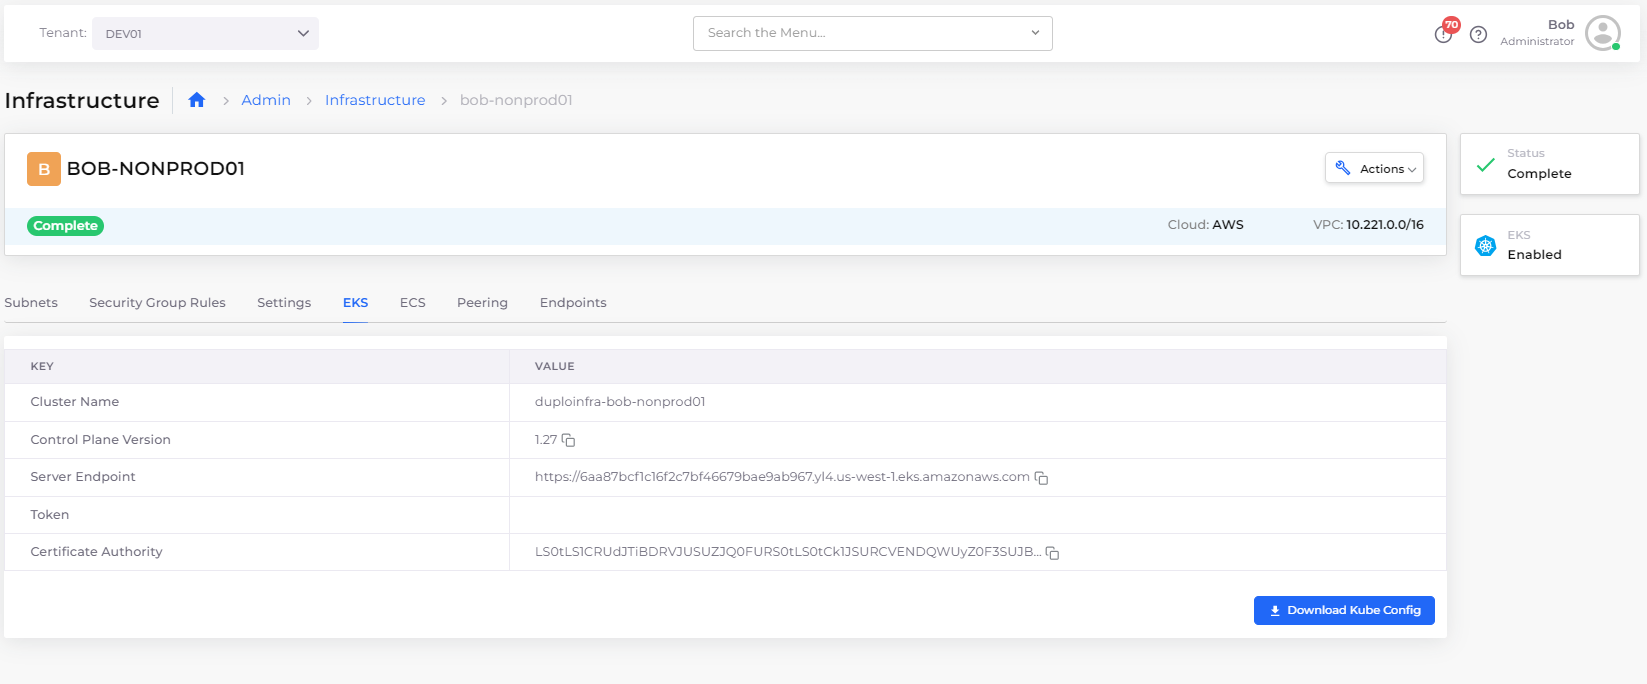 Tenant: DEV01
Search the Menu...
70
Bob
Administrator
Infrastructure > Admin > Infrastructure > bob-nonprod01
B BOB-NONPROD01
Actions
Complete
Cloud: AWS VPC: 10.221.0.0/16
Status
Complete
EKS
Enabled
Subnets Security Group Rules Settings EKS ECS Peering Endpoints
KEY VALUE
Cluster Name duploinfra-bob-nonprod01
Control Plane Version 1.27
Server Endpoint https://6aa87bcf1c16f2c7bf46679bae9ab967.yl4.us-west-1.eks.amazonaws.com
Token
Certificate Authority LS0tLS1CRUdJTiBDRVJUSUZJQ0FURS0tLS0tCk1JSURCVENDQWUyZ0F3SUJB...
Download Kube Config